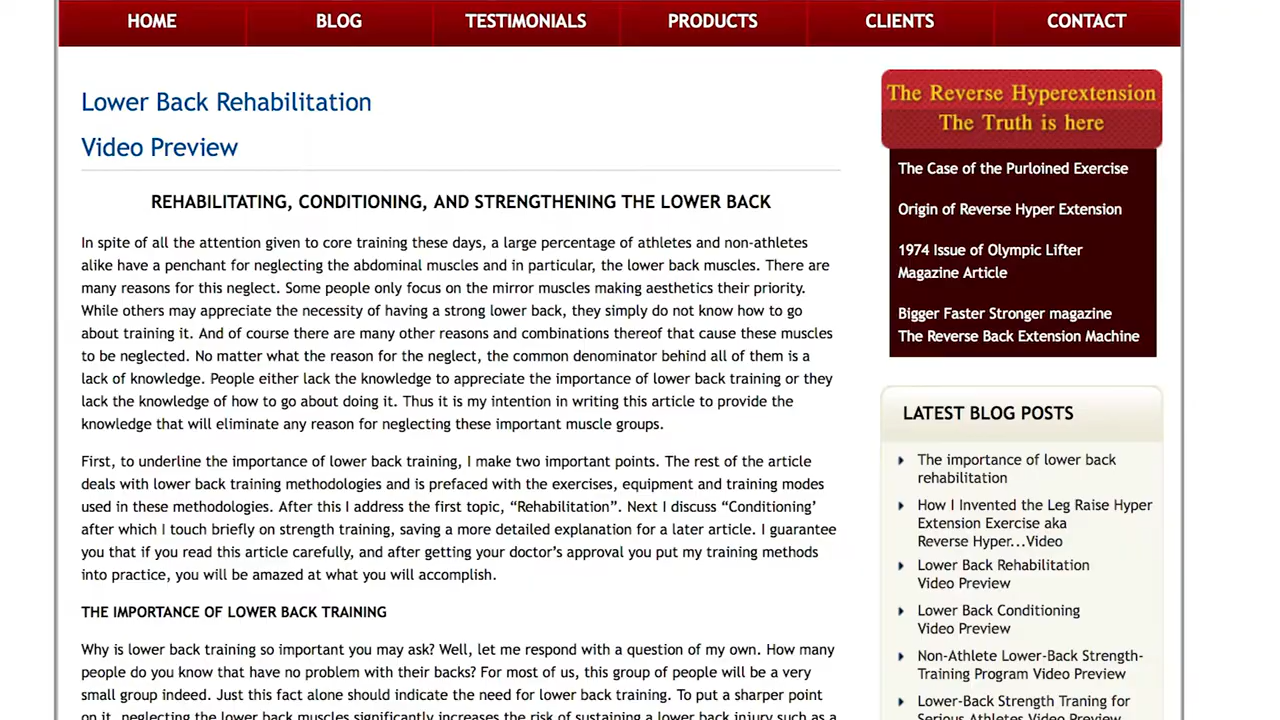 HOME
BLOG
TESTIMONIALS
PRODUCTS
CLIENTS
CONTACT
Lower Back Rehabilitation
Video Preview
REHABILITATING, CONDITIONING, AND STRENGTHENING THE LOWER BACK
In spite of all the attention given to core training these days, a large percentage of athletes and non-athletes
alike have a penchant for neglecting the abdominal muscles and in particular, the lower back muscles. There are
many reasons for this neglect. Some people only focus on the mirror muscles making aesthetics their priority.
While others may appreciate the necessity of having a strong lower back, they simply do not know how to go
about training it. And of course there are many other reasons and combinations thereof that cause these muscles
to be neglected. No matter what the reason for the neglect, the common denominator behind all of them is a
lack of knowledge. People either lack the knowledge to appreciate the importance of lower back training or they
lack the knowledge of how to go about doing it. Thus it is my intention in writing this article to provide the
knowledge that will eliminate any reason for neglecting these important muscle groups.
First, to underline the importance of lower back training, I make two important points. The rest of the article
deals with lower back training methodologies and is prefaced with the exercises, equipment and training modes
used in these methodologies. After this I address the first topic, “Rehabilitation”. Next I discuss “Conditioning’
after which I touch briefly on strength training, saving a more detailed explanation for a later article. I guarantee
you that if you read this article carefully, and after getting your doctor’s approval you put my training methods
into practice, you will be amazed at what you will accomplish.
THE IMPORTANCE OF LOWER BACK TRAINING
Why is lower back training so important you may ask? Well, let me respond with a question of my own. How many
people do you know that have no problem with their backs? For most of us, this group of people will be a very
small group indeed. Just this fact alone should indicate the need for lower back training. To put a sharper point
on it, neglecting the lower back muscles significantly increases the risk of sustaining a lower back injury such as a
The Reverse Hyperextension
The Truth is here
The Case of the Purloined Exercise
Origin of Reverse Hyper Extension
1974 Issue of Olympic Lifter
Magazine Article
Bigger Faster Stronger magazine
The Reverse Back Extension Machine
LATEST BLOG POSTS
The importance of lower back
rehabilitation
How I Invented the Leg Raise Hyper
Extension Exercise aka
Reverse Hyper...Video
Lower Back Rehabilitation
Video Preview
Lower Back Conditioning
Video Preview
Non-Athlete Lower-Back Strength-
Training Program Video Preview
Lower-Back Strength Traning for
Serious Athletes Video Preview